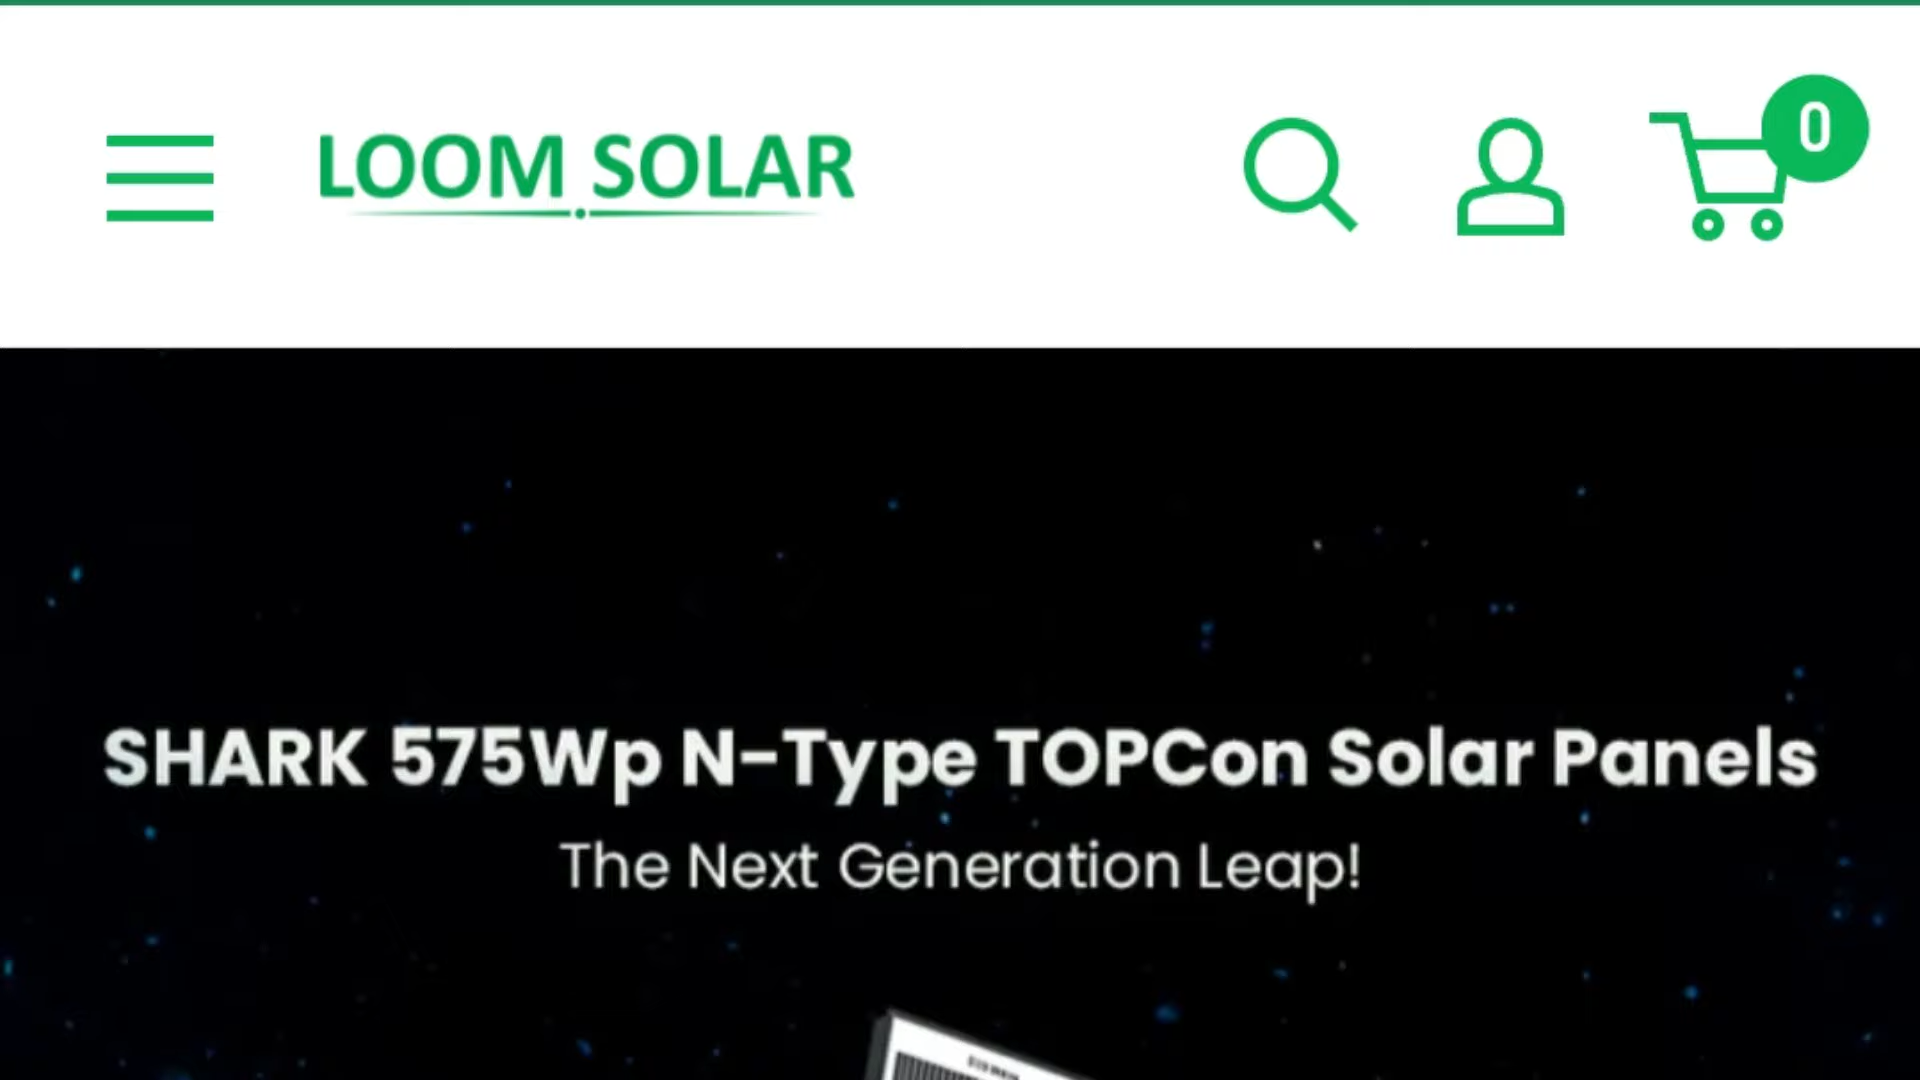 LOOM SOLAR
0
SHARK 575Wp N-Type TOPCon Solar Panels
The Next Generation Leap!